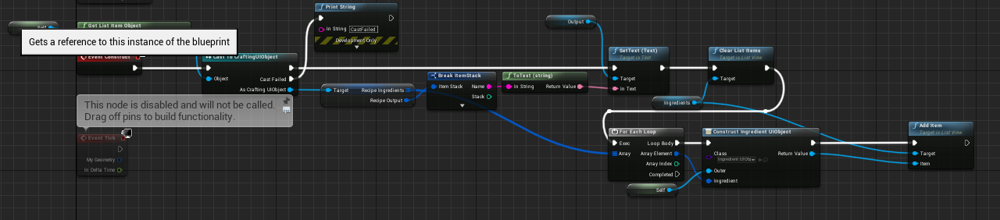 Print String
In String
CastFailed
Development Only
Self
Get List Item Object
Gets a reference to this instance of the blueprint
Event Construct
Cast To CraftingUIObject
Object
Cast Failed
As Crafting UIObject
Target
Recipe Ingredients
Recipe Output
Break ItemStack
Item Stack
Name
Stack
ToText (string)
In String
Return Value
Output
SetText (Text)
Target is Text
Target
In Text
Clear List Items
Target is List View
Target
Ingredients
This node is disabled and will not be called.
Drag off pins to build functionality.
Event Tick
My Geometry
In Delta Time
For Each Loop
Exec
Loop Body
Array
Array Element
Array Index
Completed
Self
Construct Ingredient UIObject
Class
Ingredient UIObj
Return Value
Outer
Ingredient
Add Item
Target is List View
Target
Item